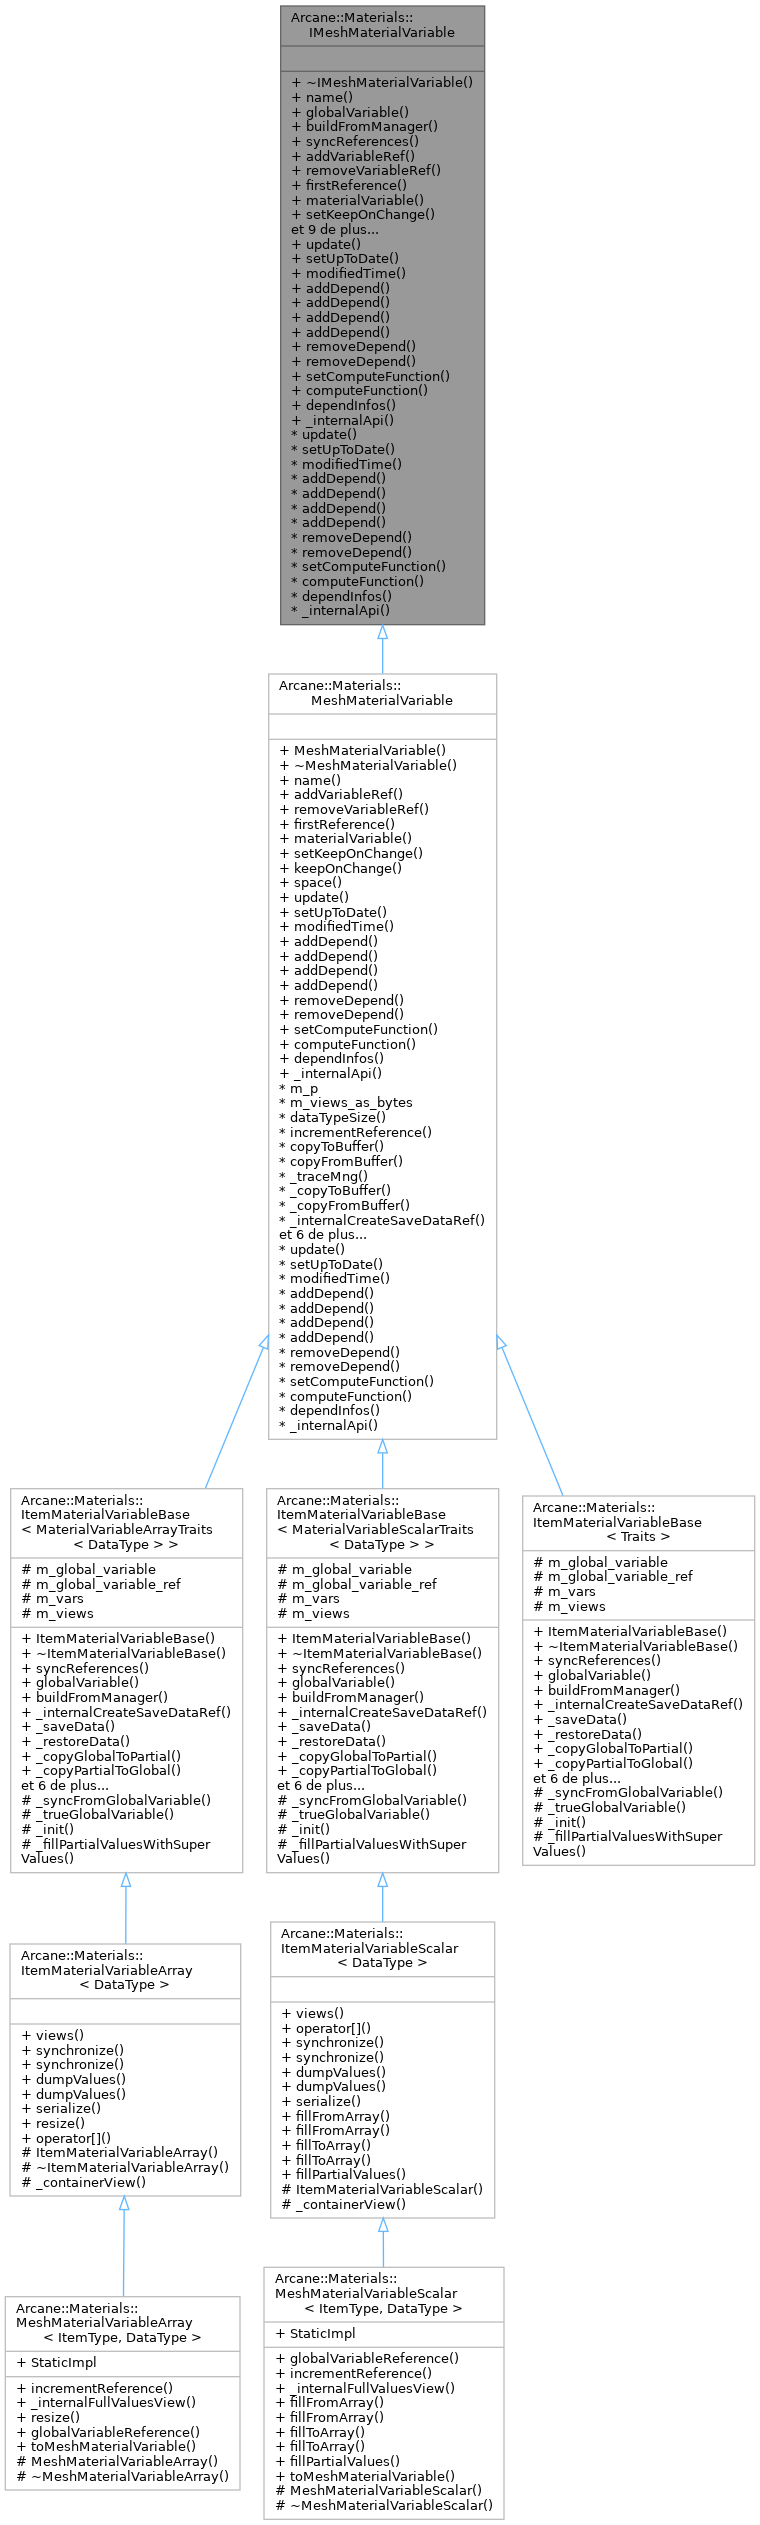 Arcane::Materials::
IMeshMaterialVariable
+ ~IMeshMaterialVariable()
+ name()
+ globalVariable()
+ buildFromManager()
+ syncReferences()
+ addVariableRef()
+ removeVariableRef()
+ firstReference()
+ materialVariable()
+ setKeepOnChange()
et 9 de plus...
+ update()
+ setUpToDate()
+ modifiedTime()
+ addDepend()
+ addDepend()
+ addDepend()
+ addDepend()
+ removeDepend()
+ removeDepend()
+ setComputeFunction()
+ computeFunction()
+ dependInfos()
+ _internalApi()
* update()
* setUpToDate()
* modifiedTime()
* addDepend()
* addDepend()
* addDepend()
* addDepend()
* removeDepend()
* removeDepend()
* setComputeFunction()
* computeFunction()
* dependInfos()
* _internalApi()
Arcane::Materials::
MeshMaterialVariable
+ MeshMaterialVariable()
+ ~MeshMaterialVariable()
+ name()
+ addVariableRef()
+ removeVariableRef()
+ firstReference()
+ materialVariable()
+ setKeepOnChange()
+ keepOnChange()
+ space()
+ update()
+ setUpToDate()
+ modifiedTime()
+ addDepend()
+ addDepend()
+ addDepend()
+ addDepend()
+ removeDepend()
+ removeDepend()
+ setComputeFunction()
+ computeFunction()
+ dependInfos()
+ _internalApi()
* m_p
* m_views_as_bytes
* dataTypeSize()
* incrementReference()
* copyToBuffer()
* copyFromBuffer()
* _traceMng()
* _copyToBuffer()
* _copyFromBuffer()
* _internalCreateSaveDataRef()
et 6 de plus...
* update()
* setUpToDate()
* modifiedTime()
* addDepend()
* addDepend()
* addDepend()
* addDepend()
* removeDepend()
* removeDepend()
* setComputeFunction()
* computeFunction()
* dependInfos()
* _internalApi()
Arcane::Materials::
ItemMaterialVariableBase
< MaterialVariableArrayTraits
< DataType > >
# m_global_variable
# m_global_variable_ref
# m_vars
# m_views
+ ItemMaterialVariableBase()
+ ~ItemMaterialVariableBase()
+ syncReferences()
+ globalVariable()
+ buildFromManager()
+ _internalCreateSaveDataRef()
+ _saveData()
+ _restoreData()
+ _copyGlobalToPartial()
+ _copyPartialToGlobal()
et 6 de plus...
# _syncFromGlobalVariable()
# _trueGlobalVariable()
# _init()
# _fillPartialValuesWithSuper
Values()
Arcane::Materials::
ItemMaterialVariableBase
< MaterialVariableScalarTraits
< DataType > >
# m_global_variable
# m_global_variable_ref
# m_vars
# m_views
+ ItemMaterialVariableBase()
+ ~ItemMaterialVariableBase()
+ syncReferences()
+ globalVariable()
+ buildFromManager()
+ _internalCreateSaveDataRef()
+ _saveData()
+ _restoreData()
+ _copyGlobalToPartial()
+ _copyPartialToGlobal()
et 6 de plus...
# _syncFromGlobalVariable()
# _trueGlobalVariable()
# _init()
# _fillPartialValuesWithSuper
Values()
Arcane::Materials::
ItemMaterialVariableBase
< Traits >
# m_global_variable
# m_global_variable_ref
# m_vars
# m_views
+ ItemMaterialVariableBase()
+ ~ItemMaterialVariableBase()
+ syncReferences()
+ globalVariable()
+ buildFromManager()
+ _internalCreateSaveDataRef()
+ _saveData()
+ _restoreData()
+ _copyGlobalToPartial()
+ _copyPartialToGlobal()
et 6 de plus...
# _syncFromGlobalVariable()
# _trueGlobalVariable()
# _init()
# _fillPartialValuesWithSuper
Values()
Arcane::Materials::
ItemMaterialVariableArray
< DataType >
+ views()
+ synchronize()
+ synchronize()
+ dumpValues()
+ dumpValues()
+ serialize()
+ resize()
+ operator[]()
# ItemMaterialVariableArray()
# ~ItemMaterialVariableArray()
# _containerView()
Arcane::Materials::
ItemMaterialVariableScalar
< DataType >
+ views()
+ operator[]()
+ synchronize()
+ synchronize()
+ dumpValues()
+ dumpValues()
+ serialize()
+ fillFromArray()
+ fillFromArray()
+ fillToArray()
+ fillToArray()
+ fillPartialValues()
# ItemMaterialVariableScalar()
# _containerView()
Arcane::Materials::
MeshMaterialVariableArray
< ItemType, DataType >
+ StaticImpl
+ incrementReference()
+ _internalFullValuesView()
+ resize()
+ globalVariableReference()
+ toMeshMaterialVariable()
# MeshMaterialVariableArray()
# ~MeshMaterialVariableArray()
Arcane::Materials::
MeshMaterialVariableScalar
< ItemType, DataType >
+ StaticImpl
+ globalVariableReference()
+ incrementReference()
+ _internalFullValuesView()
+ fillFromArray()
+ fillFromArray()
+ fillToArray()
+ fillToArray()
+ fillPartialValues()
+ toMeshMaterialVariable()
# MeshMaterialVariableScalar()
# ~MeshMaterialVariableScalar()